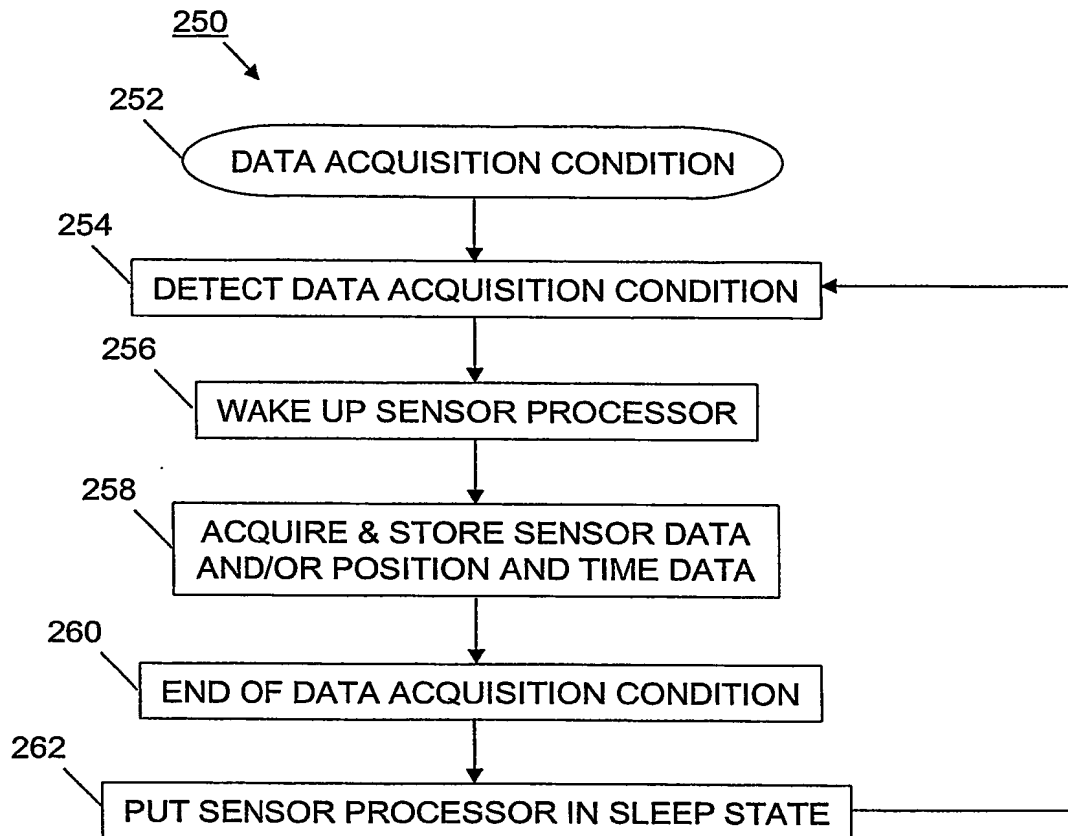 250
252
DATA ACQUISITION CONDITION
254
DETECT DATA ACQUISITION CONDITION
256
WAKE UP SENSOR PROCESSOR
258
ACQUIRE & STORE SENSOR DATA
AND/OR POSITION AND TIME DATA
260
END OF DATA ACQUISITION CONDITION
262
PUT SENSOR PROCESSOR IN SLEEP STATE